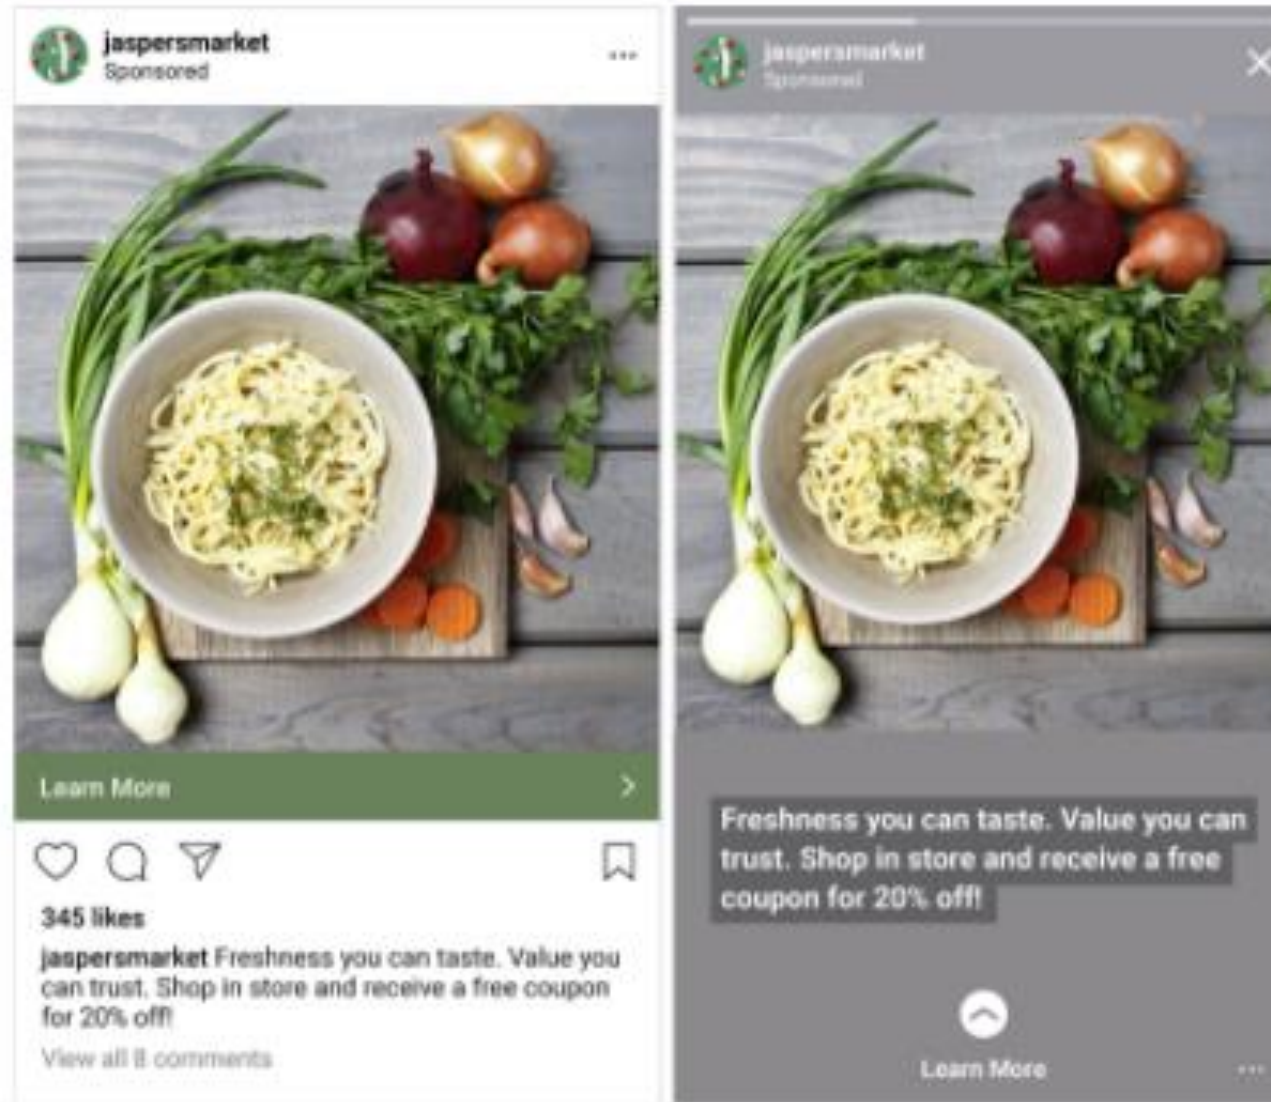 jaspersmarket
Sponsored
Learn More
345 likes
jaspersmarket Freshness you can taste. Value you
can trust. Shop in store and receive a free coupon
for 20% off!
View all 8 comments
jaspersmarket
Sponsored
Freshness you can taste. Value you can
trust. Shop in store and receive a free
coupon for 20% off!
Learn More